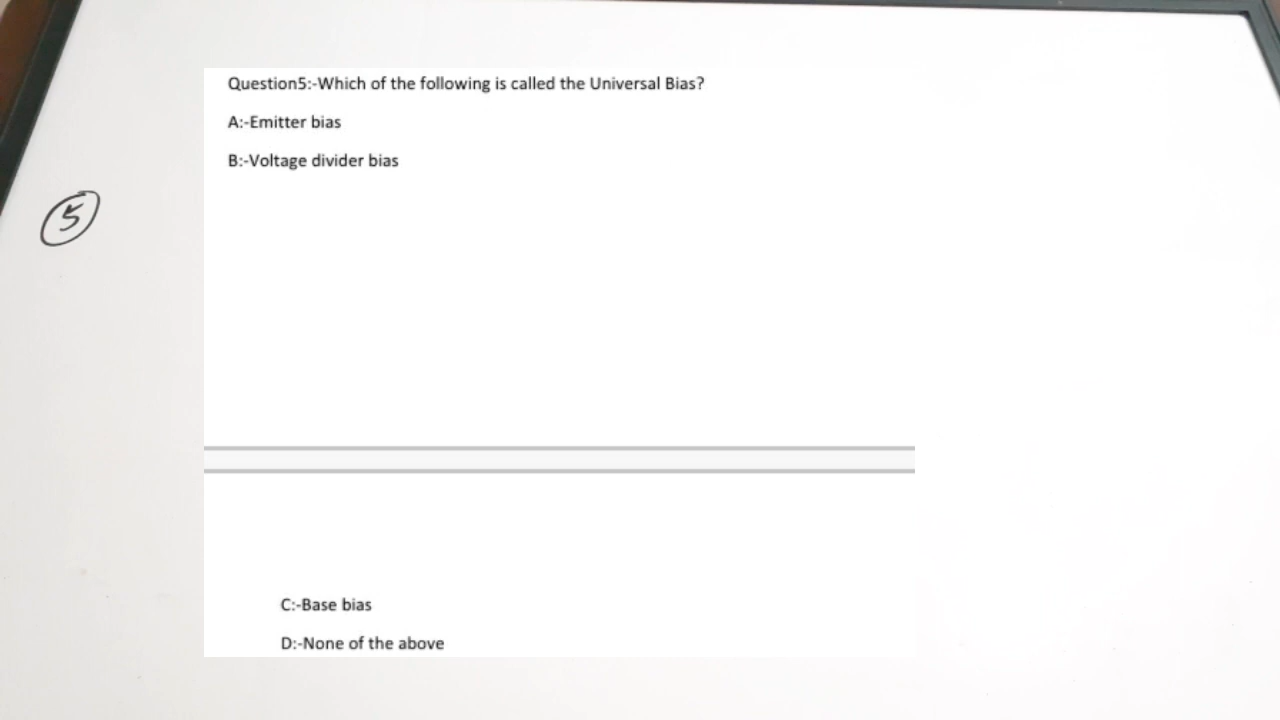 Question5:-Which of the following is called the Universal Bias?
A:-Emitter bias
B:-Voltage divider bias
5
C:-Base bias
D:-None of the above